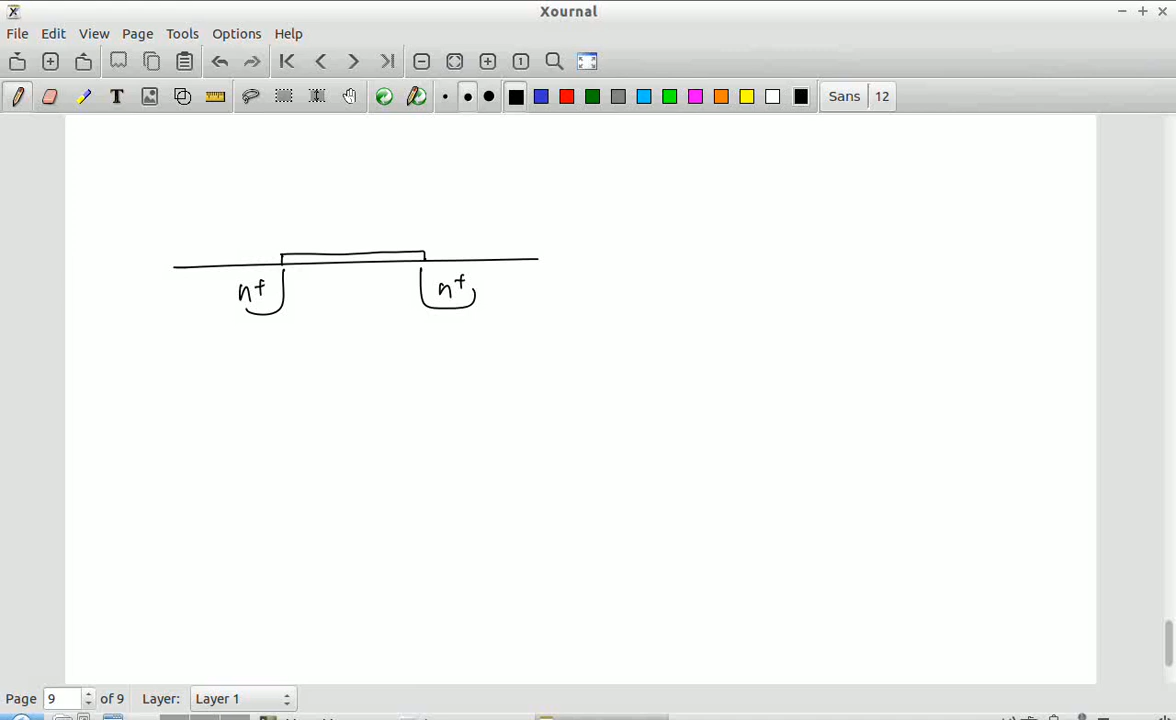 Xournal
File Edit View Page Tools Options Help
Sans 12
n+ n+
Page 9 of 9 Layer: Layer 1